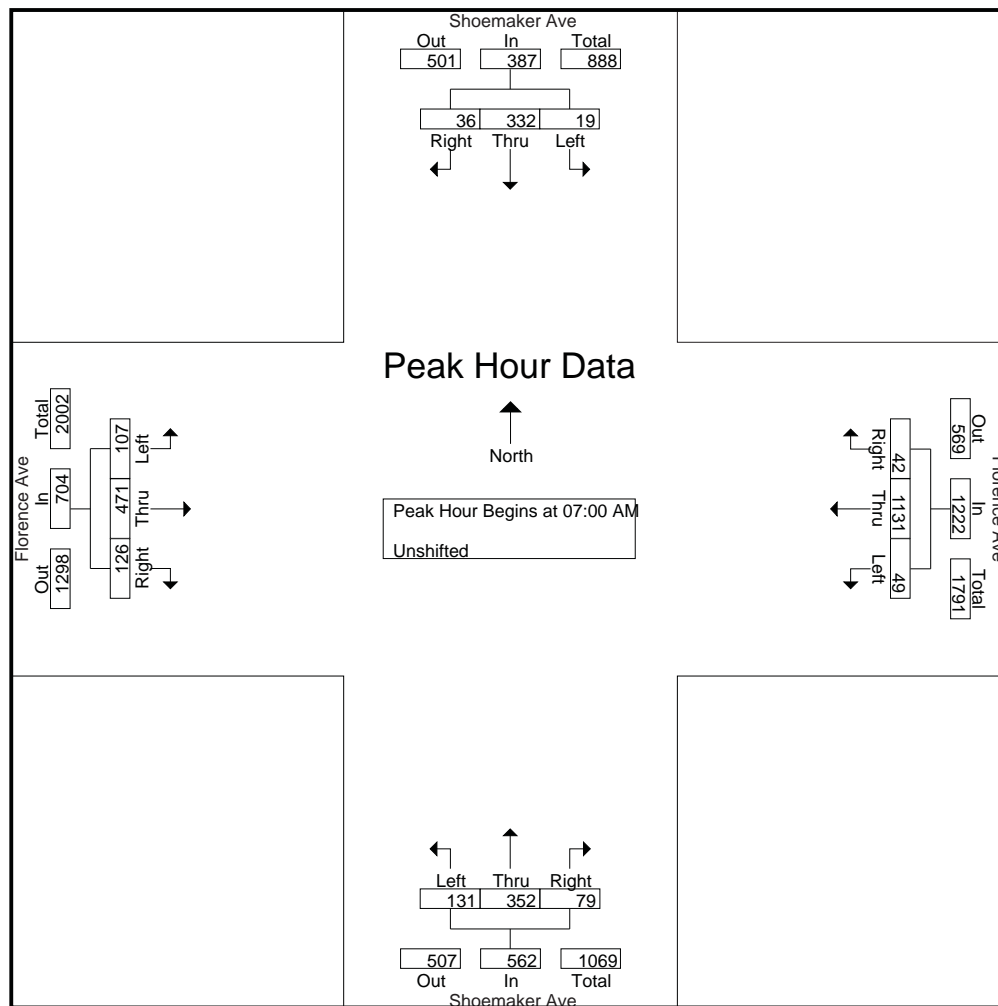 Shoemaker Ave
Out In Total
501 387 888
36 332 19
Right Thru Left
Peak Hour Data
North
Peak Hour Begins at 07:00 AM
Unshifted
Florence Ave
Out In Total
1298 704 2002
126 471 107
Right Thru Left
Florence Ave
Out In Total
569 1222 1791
42 1131 49
Right Thru Left
Left Thru Right
131 352 79
507 562 1069
Out In Total
Shoemaker Ave